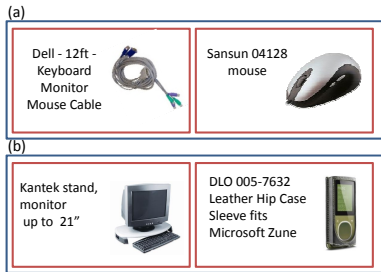 (a)
Dell - 12ft -
Keyboard
Monitor
Mouse Cable
Sansun 04128
mouse
(b)
Kantek stand,
monitor
up to 21”
DLO 005-7632
Leather Hip Case
Sleeve fits
Microsoft Zune